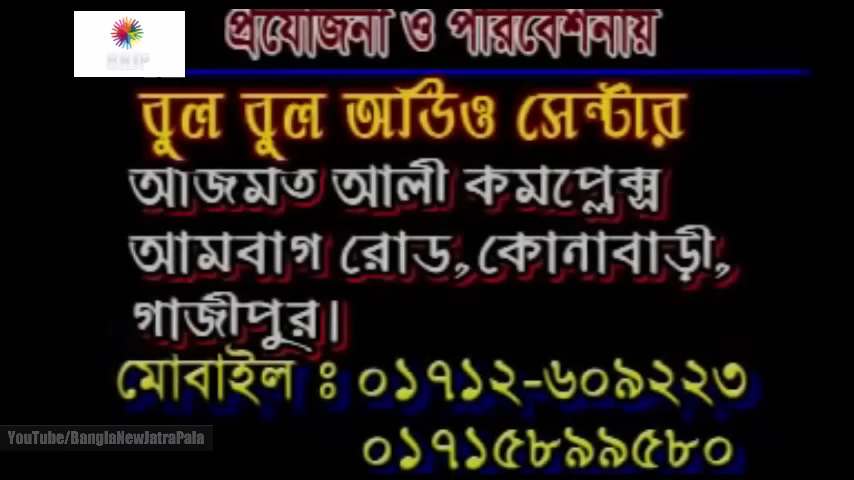 প্রযোজনা ও পরিবেশনায়
বুল বুল অডিও সেন্টার
আজমত আলী কমপ্লেক্স
আমবাগ রোড, কোনাবাড়ী,
গাজীপুর।
মোবাইল ঃ ০১৭১২-৬০৯২২৩
০১৭১৫৮৯৯৫৮০
YouTube/BanglaNewJatraPala